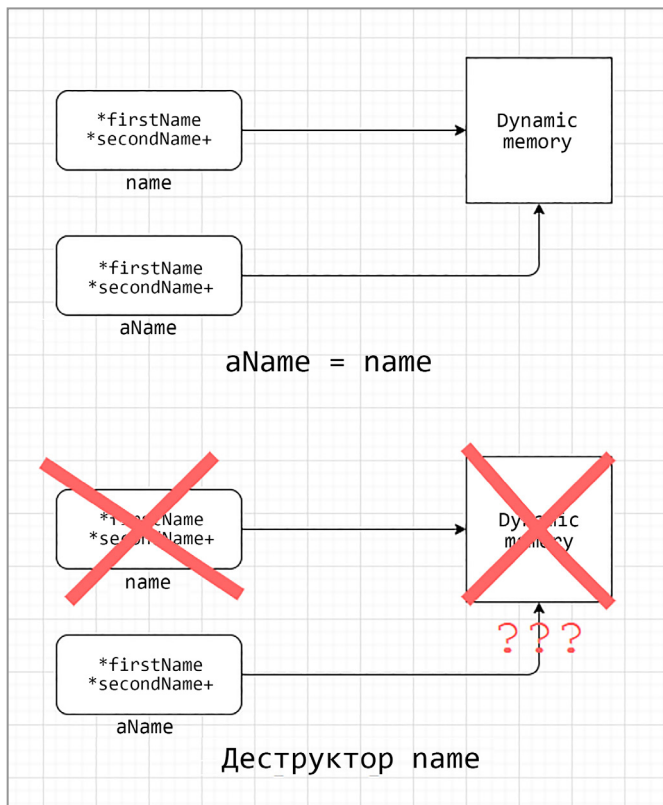 *firstName
*secondName+
name
Dynamic
memory
*firstName
*secondName+
aName
aName = name
*firstName
*secondName+
name
Dynamic
memory
???
*firstName
*secondName+
aName
Деструктор name